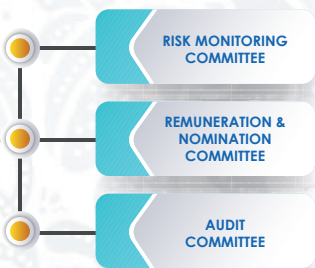 RISK MONITORING
COMMITTEE
REMUNERATION &
NOMINATION
COMMITTEE
AUDIT
COMMITTEE